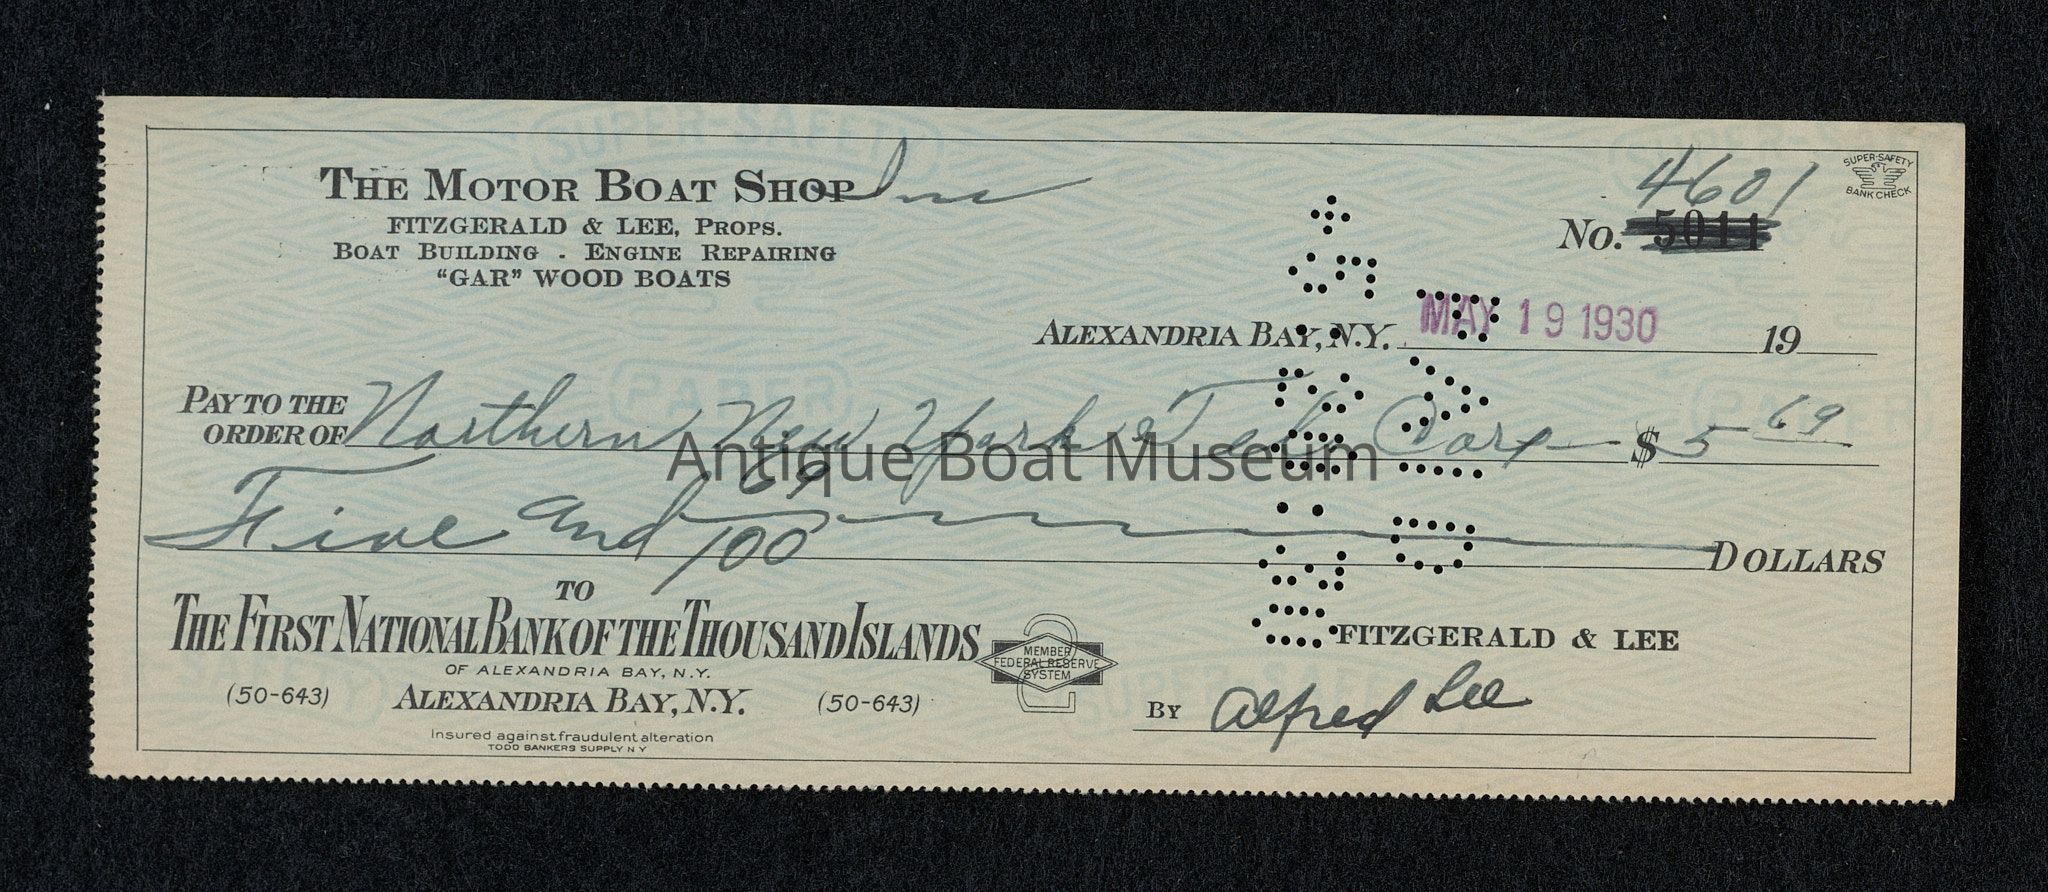 THE MOTOR BOAT SHOP Inc
FITZGERALD & LEE, PROPS.
BOAT BUILDING . ENGINE REPAIRING
"GAR" WOOD BOATS
SUPER-SAFETY
BANK CHECK
4601
No. 5011
ALEXANDRIA BAY, N.Y. MAY 19 1930 19
PAY TO THE
ORDER OF Northern New York Tel Corp $ 5 69
Antique Boat Museum
Five and 69/100 DOLLARS
TO
THE FIRST NATIONAL BANK OF THE THOUSAND ISLANDS
OF ALEXANDRIA BAY, N.Y.
(50-643) ALEXANDRIA BAY, N.Y. (50-643)
Insured against fraudulent alteration
TODD BANKERS SUPPLY N Y
MEMBER
FEDERAL RESERVE
SYSTEM
2
FITZGERALD & LEE
BY Alfred Lee
SUPER-SAFETY
PAPER